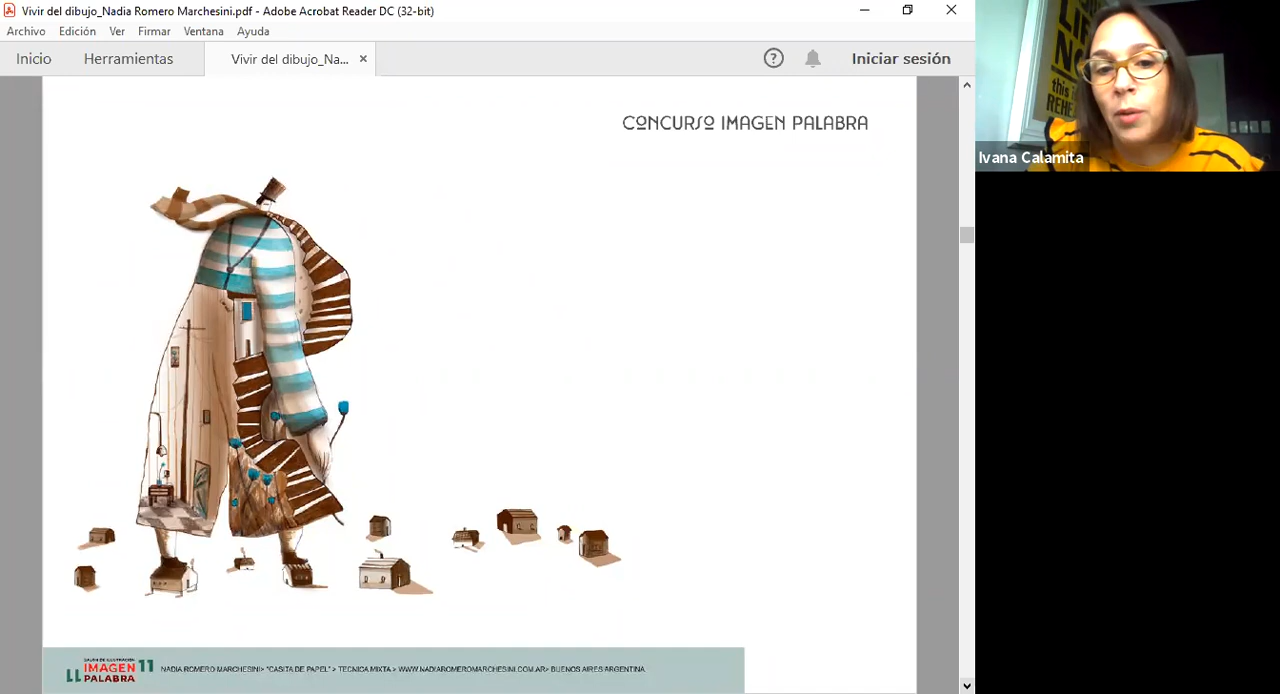 Vivir del dibujo_Nadia Romero Marchesini.pdf - Adobe Acrobat Reader DC (32-bit)
Archivo Edición Ver Firmar Ventana Ayuda
Inicio Herramientas Vivir del dibujo_Na... × Iniciar sesión
CONCURSO IMAGEN PALABRA
Ivana Calamita
IMAGEN
PALABRA
11
NADIA ROMERO MARCHESINI> "CASITA DE PAPEL" > TECNICA MIXTA > WWW.NADIAROMEROMARCHESINI.COM.AR> BUENOS AIRES ARGENTINA